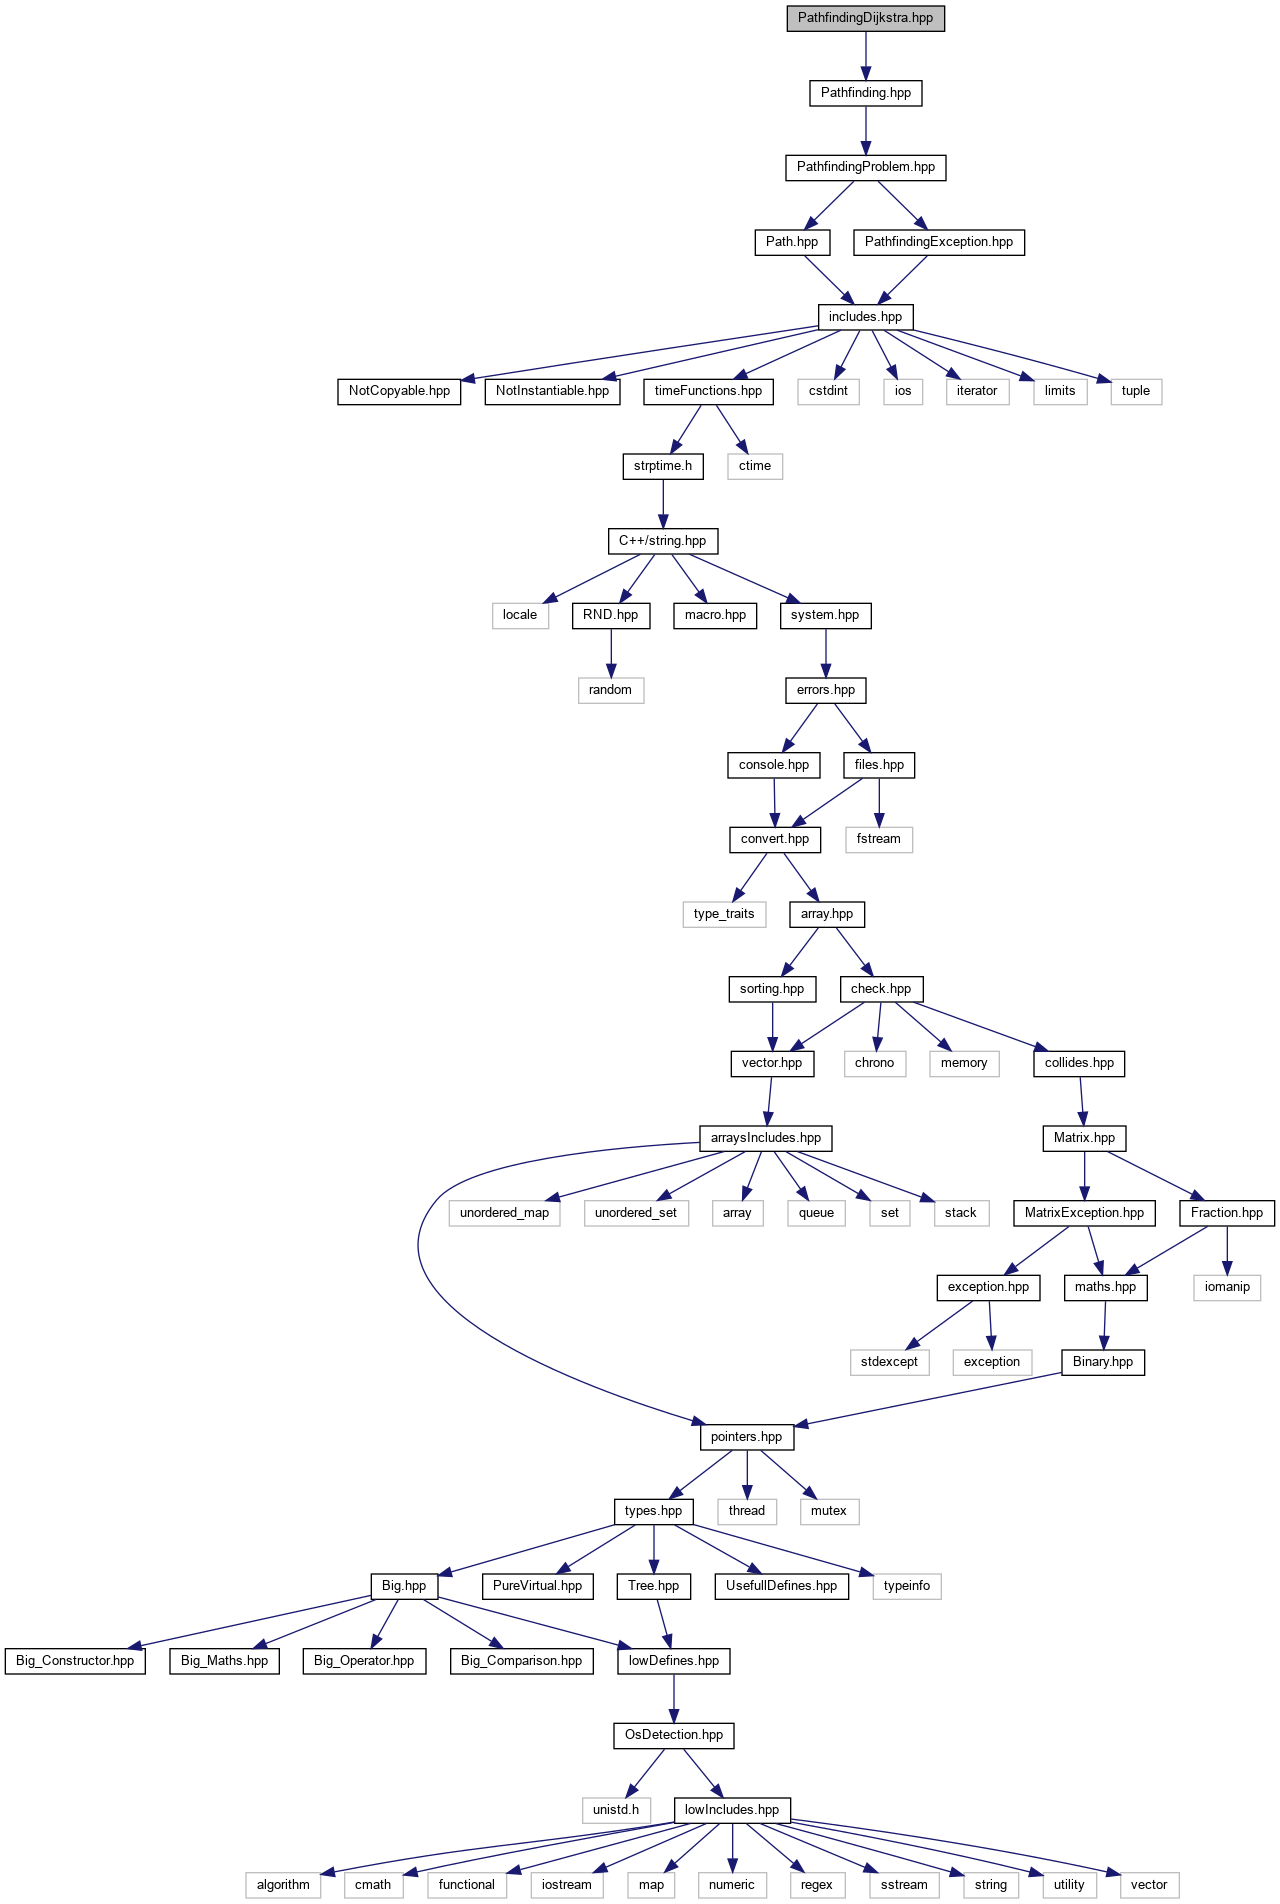 PathfindingDijkstra.hpp
Pathfinding.hpp
PathfindingProblem.hpp
Path.hpp
PathfindingException.hpp
includes.hpp
NotCopyable.hpp
NotInstantiable.hpp
timeFunctions.hpp
cstdint
ios
iterator
limits
tuple
strptime.h
ctime
C++/string.hpp
locale
RND.hpp
macro.hpp
system.hpp
random
errors.hpp
console.hpp
files.hpp
convert.hpp
fstream
type_traits
array.hpp
sorting.hpp
check.hpp
vector.hpp
chrono
memory
collides.hpp
arraysIncludes.hpp
Matrix.hpp
unordered_map
unordered_set
array
queue
set
stack
MatrixException.hpp
Fraction.hpp
exception.hpp
maths.hpp
iomanip
stdexcept
exception
Binary.hpp
pointers.hpp
types.hpp
thread
mutex
Big.hpp
PureVirtual.hpp
Tree.hpp
UsefullDefines.hpp
typeinfo
Big_Constructor.hpp
Big_Maths.hpp
Big_Operator.hpp
Big_Comparison.hpp
lowDefines.hpp
OsDetection.hpp
unistd.h
lowIncludes.hpp
algorithm
cmath
functional
iostream
map
numeric
regex
sstream
string
utility
vector